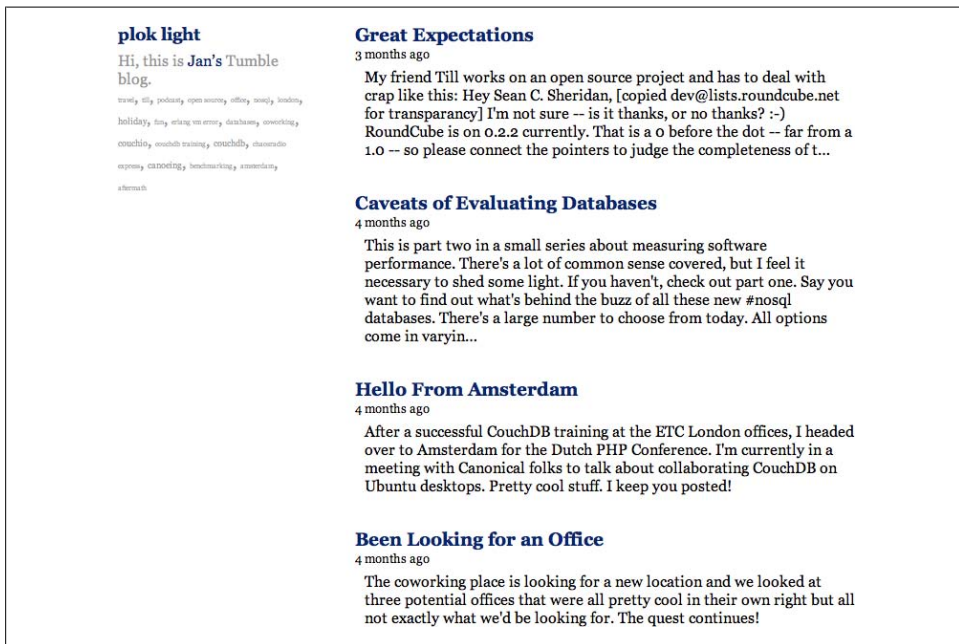 plok light
Hi, this is Jan's Tumble
blog.
travel, till, podcast, open source, office, nosql, london,
holiday, fun, erlang vm error, databases, coworking,
couchio, couchdb training, couchdb, chaosradio
express, canoeing, benchmarking, amsterdam,
aftermath
Great Expectations
3 months ago
My friend Till works on an open source project and has to deal with
crap like this: Hey Sean C. Sheridan, [copied dev@lists.roundcube.net
for transparancy] I'm not sure -- is it thanks, or no thanks? :-)
RoundCube is on 0.2.2 currently. That is a 0 before the dot -- far from a
1.0 -- so please connect the pointers to judge the completeness of t...
Caveats of Evaluating Databases
4 months ago
This is part two in a small series about measuring software
performance. There's a lot of common sense covered, but I feel it
necessary to shed some light. If you haven't, check out part one. Say you
want to find out what's behind the buzz of all these new #nosql
databases. There's a large number to choose from today. All options
come in varyin...
Hello From Amsterdam
4 months ago
After a successful CouchDB training at the ETC London offices, I headed
over to Amsterdam for the Dutch PHP Conference. I'm currently in a
meeting with Canonical folks to talk about collaborating CouchDB on
Ubuntu desktops. Pretty cool stuff. I keep you posted!
Been Looking for an Office
4 months ago
The coworking place is looking for a new location and we looked at
three potential offices that were all pretty cool in their own right but all
not exactly what we'd be looking for. The quest continues!